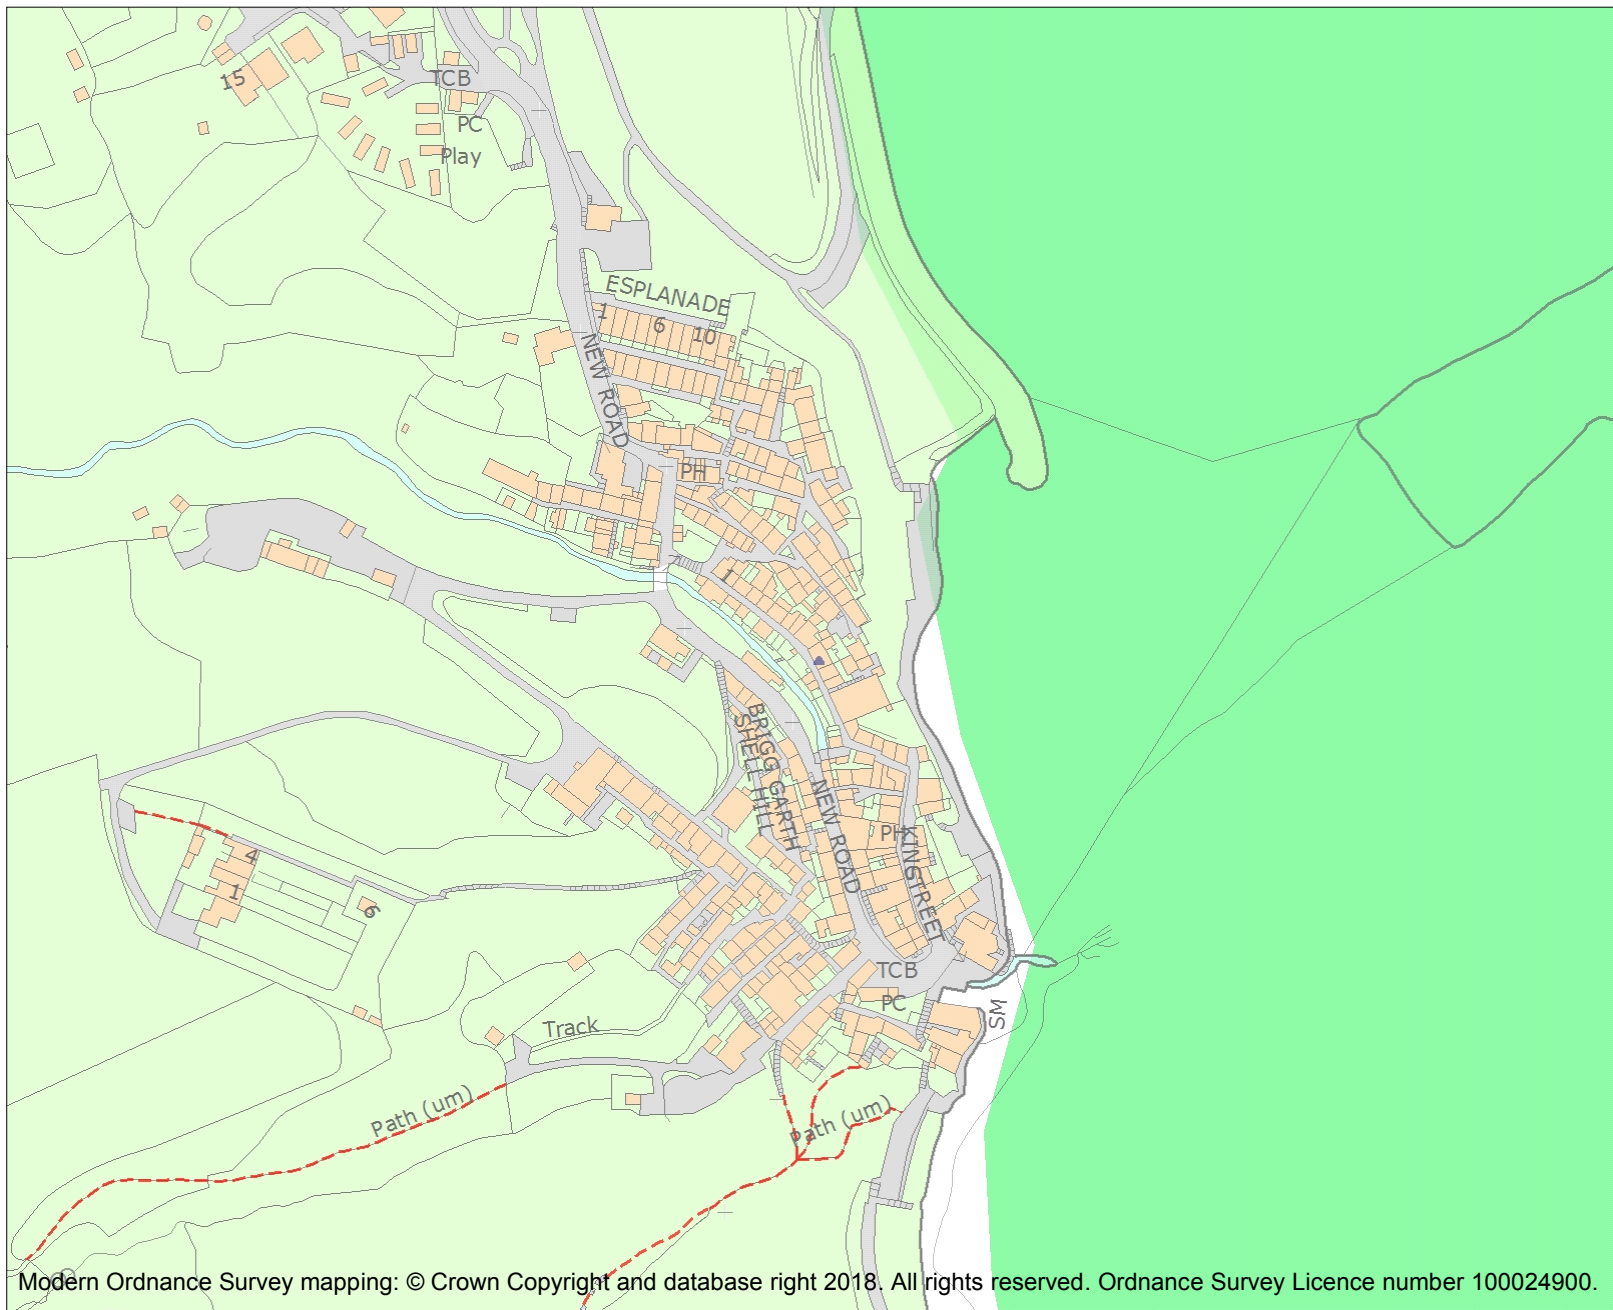 TCB
15
PC
Play
ESPLANADE
1
6
10
NEW ROAD
PH
1
BRIGG GARTH
SHELL HILL
NEW ROAD
PH
KINSTREET
4
1
6
TCB
PC
SM
Track
Path (um)
Path (um)
Modern Ordnance Survey mapping: © Crown Copyright and database right 2018. All rights reserved. Ordnance Survey Licence number 100024900.